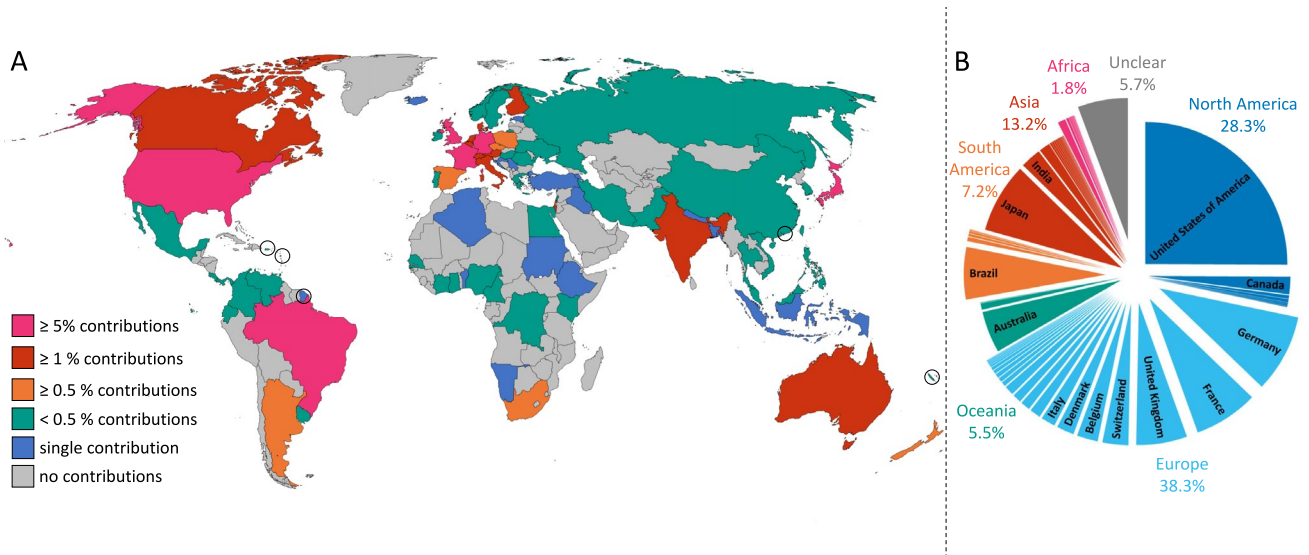 A
≥ 5% contributions
≥ 1 % contributions
≥ 0.5 % contributions
< 0.5 % contributions
single contribution
no contributions
B
Unclear
5.7%
Africa
1.8%
Asia
13.2%
South
America
7.2%
North America
28.3%
United States of America
Canada
Germany
France
United Kingdom
Switzerland
Belgium
Denmark
Italy
Australia
Brazil
Japan
India
Oceania
5.5%
Europe
38.3%